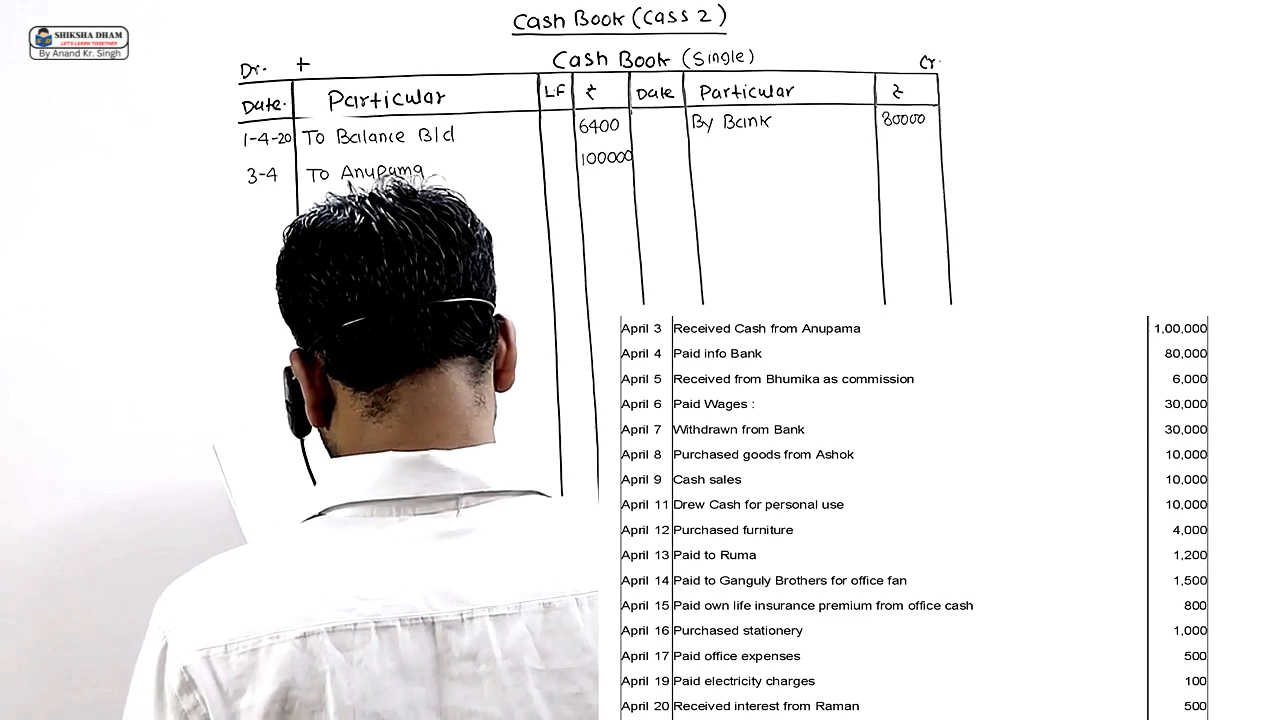 SHIKSHA DHAM
LET'S LEARN TOGETHER
By Anand Kr. Singh
Cash Book (Cass 2)
Dr. +
Cash Book (Single)
Cr.
Date. Particular L.F ₹ Date Particular ₹
1-4-20 To Balance B/d 6400 By Bank 80000
3-4 To Anupama 100000
April 3 Received Cash from Anupama 1,00,000
April 4 Paid info Bank 80,000
April 5 Received from Bhumika as commission 6,000
April 6 Paid Wages : 30,000
April 7 Withdrawn from Bank 30,000
April 8 Purchased goods from Ashok 10,000
April 9 Cash sales 10,000
April 11 Drew Cash for personal use 10,000
April 12 Purchased furniture 4,000
April 13 Paid to Ruma 1,200
April 14 Paid to Ganguly Brothers for office fan 1,500
April 15 Paid own life insurance premium from office cash 800
April 16 Purchased stationery 1,000
April 17 Paid office expenses 500
April 19 Paid electricity charges 100
April 20 Received interest from Raman 500